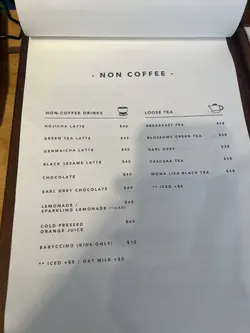 - NON COFFEE -
NON-COFFEE DRINKS
HOJICHA LATTE $40
GREEN TEA LATTE $40
GENMAICHA LATTE $40
BLACK SESAME LATTE $40
CHOCOLATE $40
EARL GREY CHOCOLATE $40
LEMONADE / $40
SPARKLING LEMONADE
COLD-PRESSED $40
ORANGE JUICE
BABYCCINO (KIDS ONLY) $12
** ICED +$3 / OAT MILK +$5
LOOSE TEA
BREAKFAST TEA $38
BLOSSOMY GREEN TEA $38
EARL GREY $38
CASCARA TEA $38
MONA LISA BLACK TEA $38
** ICED +$3